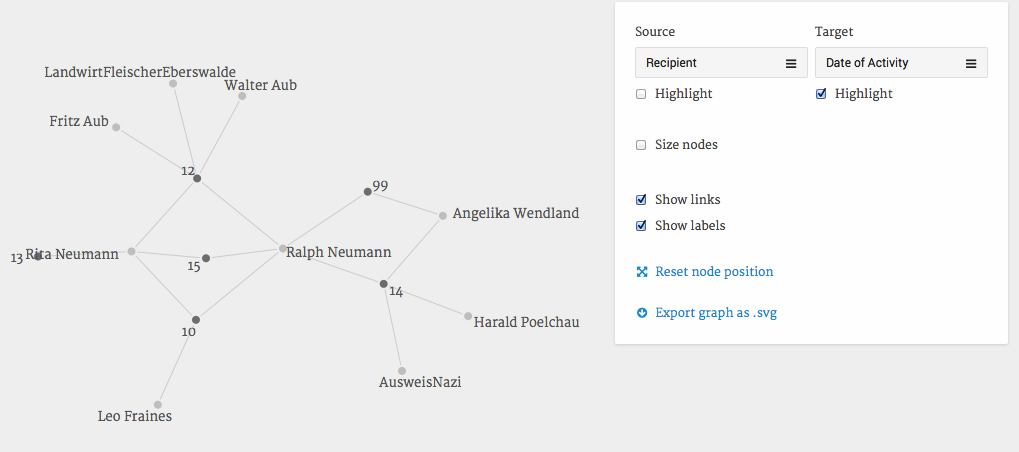 LandwirtFleischerEberswalde
Walter Aub
Fritz Aub
12
99
Angelika Wendland
13
Rita Neumann
15
Ralph Neumann
14
10
Harald Poelchau
AusweisNazi
Leo Fraines
Source
Target
Recipient
Date of Activity
Highlight
Highlight
Size nodes
Show links
Show labels
Reset node position
Export graph as .svg